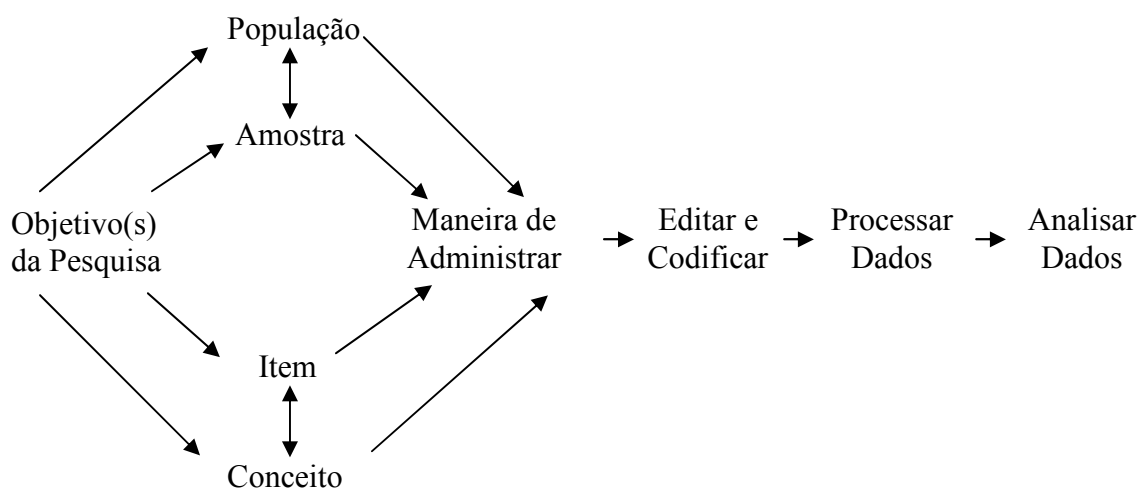 População
Amostra
Objetivo(s)
da Pesquisa
Maneira de
Administrar
Editar e
Codificar
Processar
Dados
Analisar
Dados
Item
Conceito